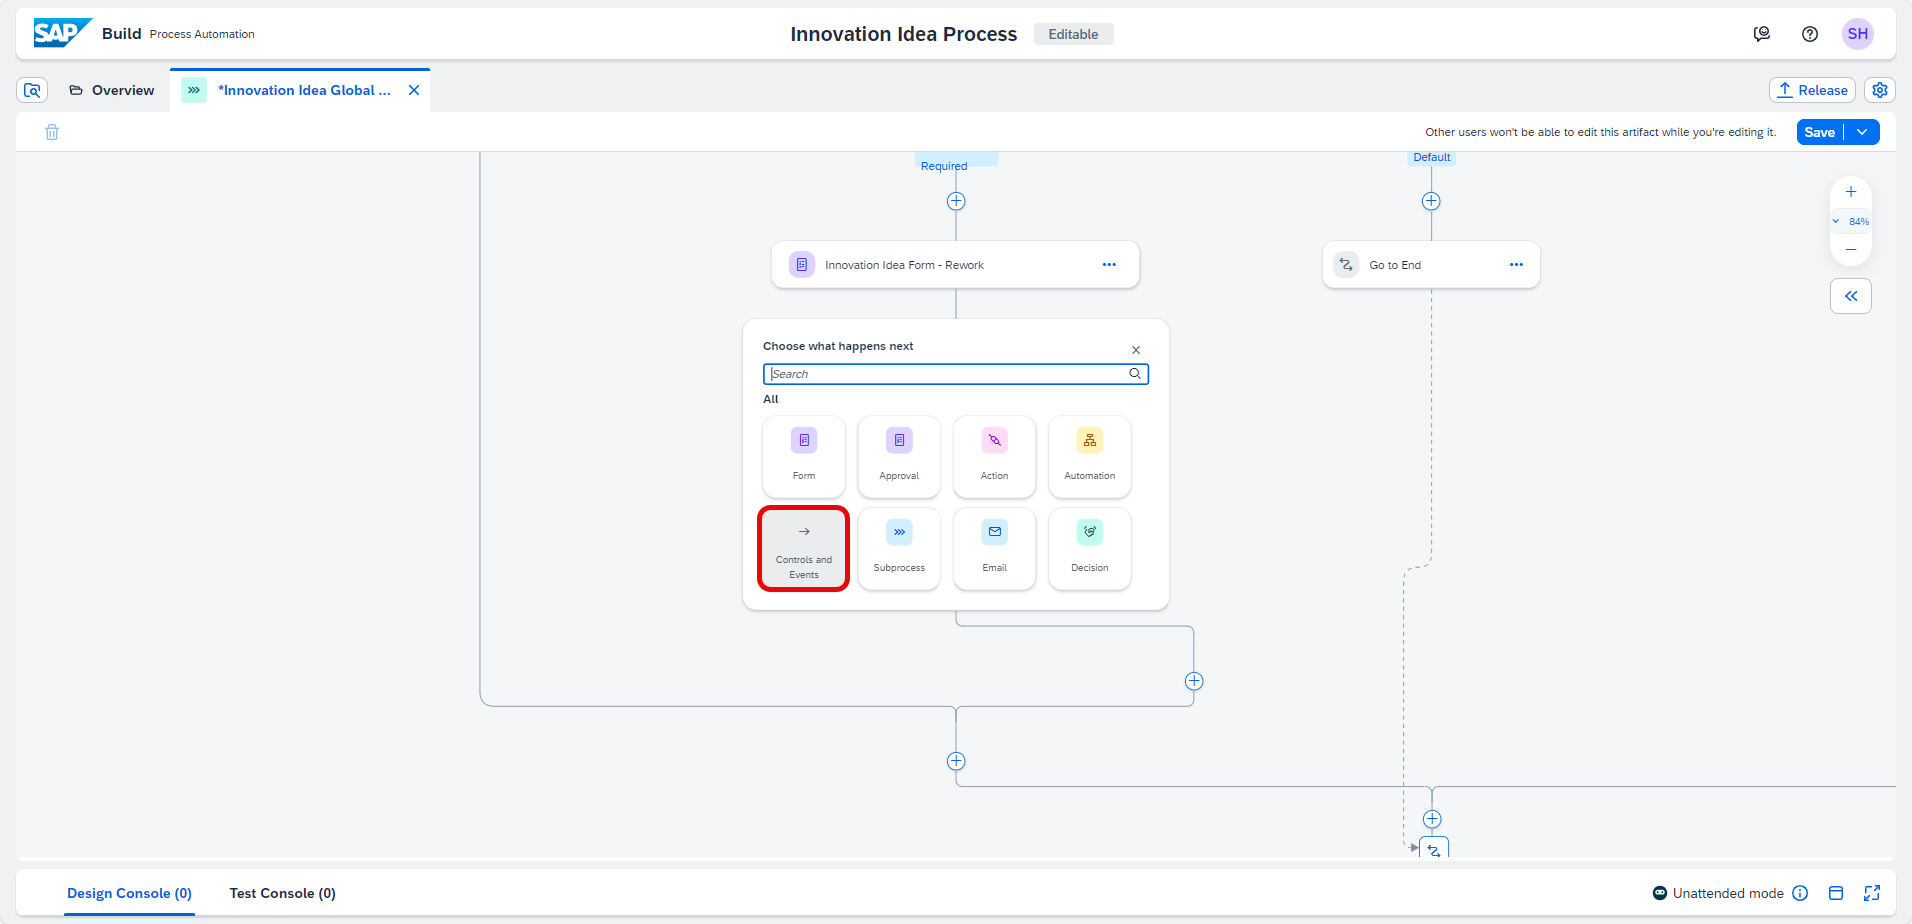 SAP Build Process Automation
Innovation Idea Process Editable
SH
Overview
*Innovation Idea Global ...
Release
Other users won't be able to edit this artifact while you're editing it.
Save
Required
Default
84%
Innovation Idea Form - Rework
Go to End
Choose what happens next
Search
All
Form
Approval
Action
Automation
Controls and
Events
Subprocess
Email
Decision
Design Console (0)
Test Console (0)
Unattended mode